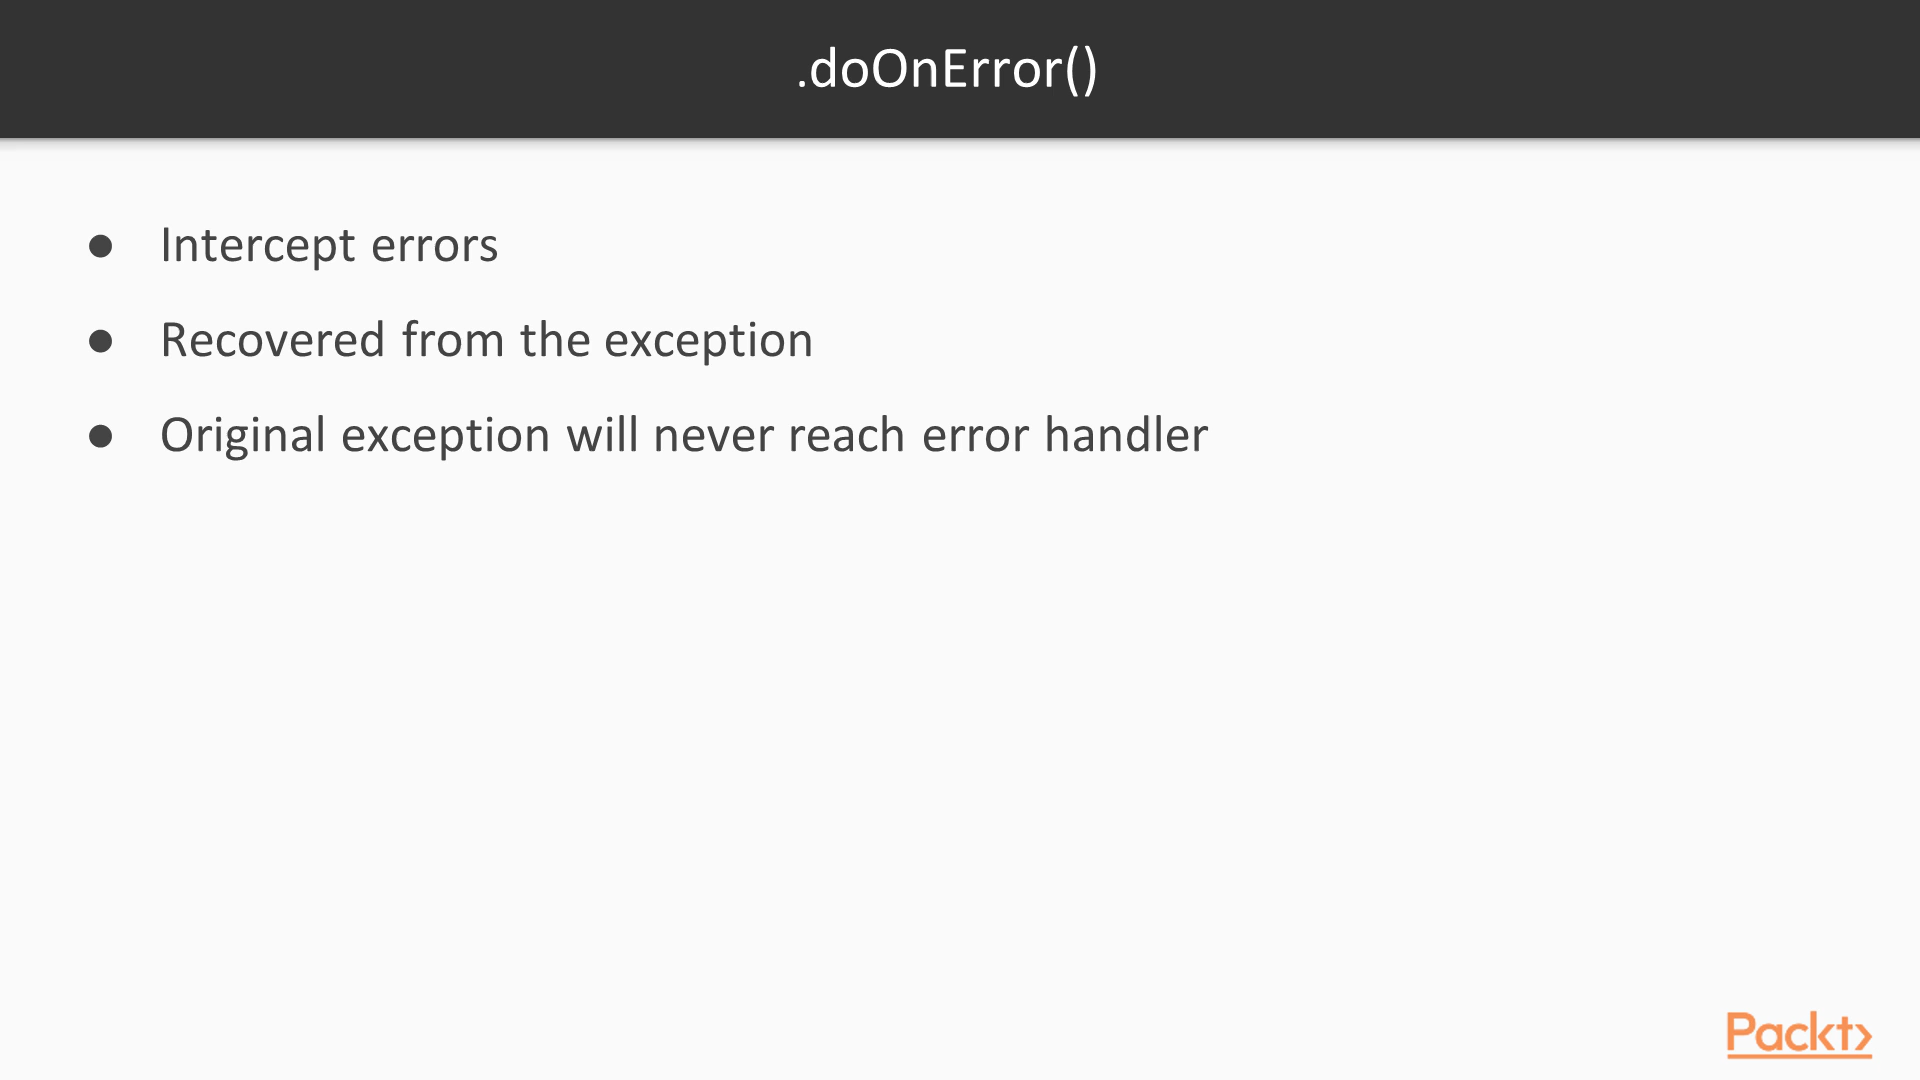 .doOnError()
● Intercept errors
● Recovered from the exception
● Original exception will never reach error handler
Packt>